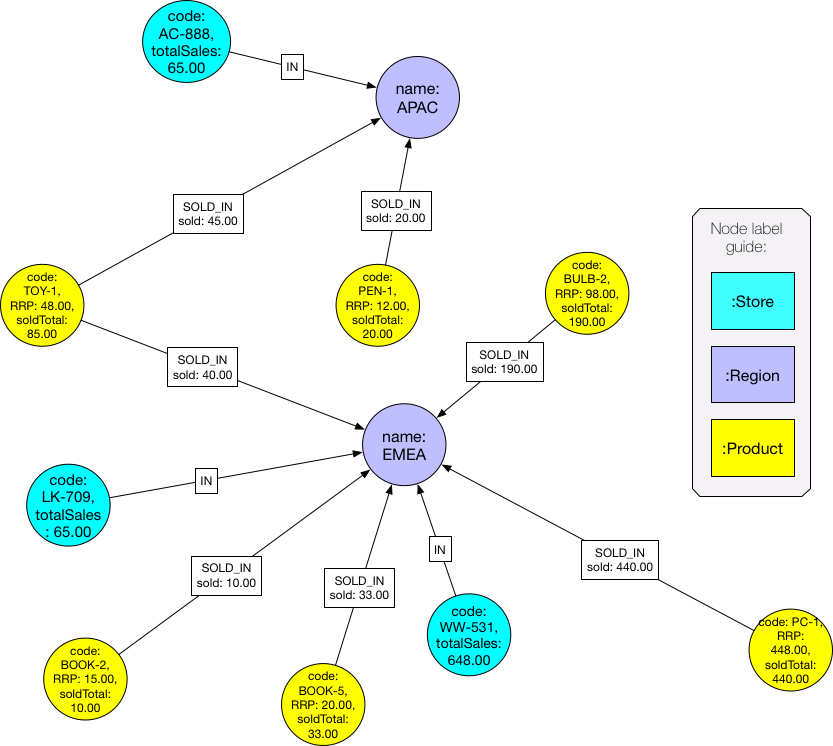 code:
AC-888,
totalSales:
65.00
IN
name:
APAC
SOLD_IN
sold: 45.00
SOLD_IN
sold: 20.00
Node label
guide:
:Store
:Region
:Product
code:
TOY-1,
RRP: 48.00,
soldTotal:
85.00
code:
PEN-1,
RRP: 12.00,
soldTotal:
20.00
code:
BULB-2,
RRP: 98.00,
soldTotal:
190.00
SOLD_IN
sold: 40.00
SOLD_IN
sold: 190.00
name:
EMEA
code:
LK-709,
totalSales
: 65.00
IN
SOLD_IN
sold: 10.00
SOLD_IN
sold: 33.00
IN
SOLD_IN
sold: 440.00
code:
BOOK-2,
RRP: 15.00,
soldTotal:
10.00
code:
BOOK-5,
RRP: 20.00,
soldTotal:
33.00
code:
WW-531,
totalSales:
648.00
code: PC-1,
RRP:
448.00,
soldTotal:
440.00